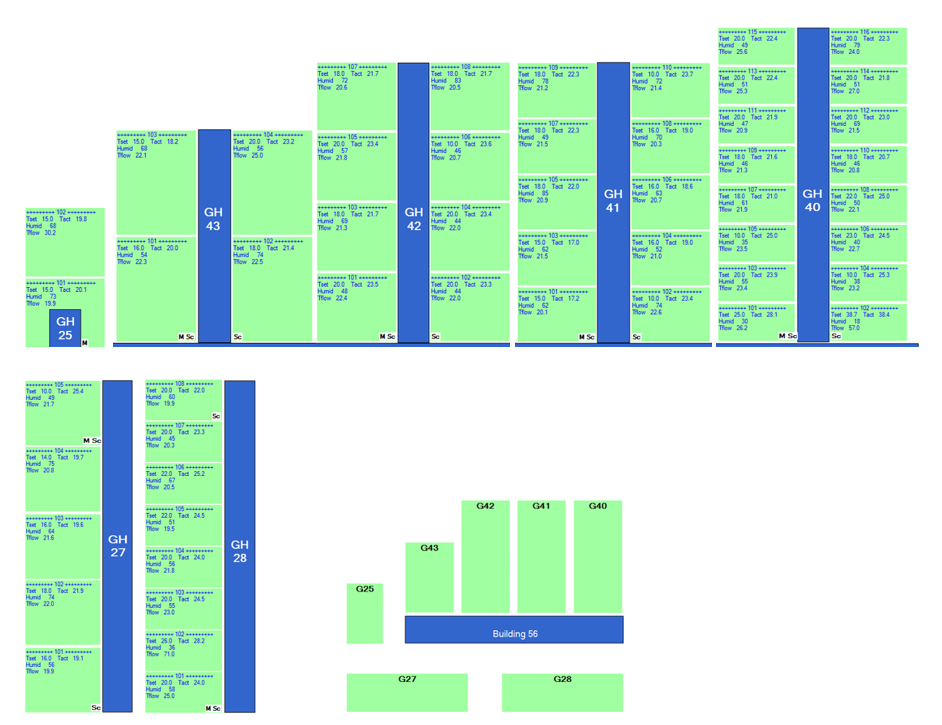 +++++++++ 102 +++++++++
Tset 15.0 Tact 19.8
Humid 68
Tflow 30.2
+++++++++ 101 +++++++++
Tset 15.0 Tact 20.1
Humid 73
Tflow 19.9
GH
25
M
+++++++++ 103 +++++++++
Tset 15.0 Tact 18.2
Humid 68
Tflow 22.1
+++++++++ 101 +++++++++
Tset 16.0 Tact 20.0
Humid 54
Tflow 22.3
M Sc
GH
43
+++++++++ 104 +++++++++
Tset 20.0 Tact 23.2
Humid 56
Tflow 25.0
+++++++++ 102 +++++++++
Tset 18.0 Tact 21.4
Humid 74
Tflow 22.5
Sc
+++++++++ 107 +++++++++
Tset 18.0 Tact 21.7
Humid 72
Tflow 20.6
+++++++++ 105 +++++++++
Tset 20.0 Tact 23.4
Humid 57
Tflow 21.8
+++++++++ 103 +++++++++
Tset 18.0 Tact 21.7
Humid 69
Tflow 21.3
+++++++++ 101 +++++++++
Tset 20.0 Tact 23.5
Humid 48
Tflow 22.4
M Sc
GH
42
+++++++++ 108 +++++++++
Tset 18.0 Tact 21.7
Humid 83
Tflow 20.5
+++++++++ 106 +++++++++
Tset 10.0 Tact 23.6
Humid 46
Tflow 20.7
+++++++++ 104 +++++++++
Tset 20.0 Tact 23.4
Humid 44
Tflow 22.0
+++++++++ 102 +++++++++
Tset 20.0 Tact 23.3
Humid 44
Tflow 22.0
Sc
+++++++++ 109 +++++++++
Tset 18.0 Tact 22.3
Humid 78
Tflow 21.2
+++++++++ 107 +++++++++
Tset 18.0 Tact 22.3
Humid 49
Tflow 21.5
+++++++++ 105 +++++++++
Tset 18.0 Tact 22.0
Humid 85
Tflow 20.9
+++++++++ 103 +++++++++
Tset 15.0 Tact 17.0
Humid 62
Tflow 21.5
+++++++++ 101 +++++++++
Tset 15.0 Tact 17.2
Humid 62
Tflow 20.1
M Sc
GH
41
+++++++++ 110 +++++++++
Tset 10.0 Tact 23.7
Humid 72
Tflow 21.4
+++++++++ 108 +++++++++
Tset 16.0 Tact 19.0
Humid 70
Tflow 20.3
+++++++++ 106 +++++++++
Tset 16.0 Tact 18.6
Humid 63
Tflow 20.7
+++++++++ 104 +++++++++
Tset 16.0 Tact 19.0
Humid 52
Tflow 21.0
+++++++++ 102 +++++++++
Tset 10.0 Tact 23.4
Humid 74
Tflow 22.6
Sc
+++++++++ 115 +++++++++
Tset 20.0 Tact 22.4
Humid 49
Tflow 25.6
+++++++++ 113 +++++++++
Tset 20.0 Tact 22.4
Humid 51
Tflow 25.3
+++++++++ 111 +++++++++
Tset 20.0 Tact 21.9
Humid 47
Tflow 20.9
+++++++++ 109 +++++++++
Tset 18.0 Tact 21.6
Humid 46
Tflow 21.3
+++++++++ 107 +++++++++
Tset 18.0 Tact 21.0
Humid 61
Tflow 21.9
+++++++++ 105 +++++++++
Tset 10.0 Tact 25.0
Humid 35
Tflow 23.5
+++++++++ 103 +++++++++
Tset 20.0 Tact 23.9
Humid 55
Tflow 23.4
+++++++++ 101 +++++++++
Tset 25.0 Tact 28.1
Humid 30
Tflow 26.2
M Sc
GH
40
+++++++++ 116 +++++++++
Tset 20.0 Tact 22.3
Humid 79
Tflow 24.0
+++++++++ 114 +++++++++
Tset 20.0 Tact 21.8
Humid 51
Tflow 27.0
+++++++++ 112 +++++++++
Tset 20.0 Tact 23.0
Humid 69
Tflow 21.5
+++++++++ 110 +++++++++
Tset 18.0 Tact 20.7
Humid 46
Tflow 20.8
+++++++++ 108 +++++++++
Tset 22.0 Tact 25.0
Humid 50
Tflow 22.1
+++++++++ 106 +++++++++
Tset 23.0 Tact 24.5
Humid 40
Tflow 22.7
+++++++++ 104 +++++++++
Tset 10.0 Tact 25.3
Humid 38
Tflow 23.2
+++++++++ 102 +++++++++
Tset 38.7 Tact 38.4
Humid 18
Tflow 57.0
Sc
+++++++++ 105 +++++++++
Tset 10.0 Tact 25.4
Humid 49
Tflow 21.7
M Sc
+++++++++ 104 +++++++++
Tset 14.0 Tact 19.7
Humid 75
Tflow 20.8
+++++++++ 103 +++++++++
Tset 16.0 Tact 19.6
Humid 64
Tflow 21.6
+++++++++ 102 +++++++++
Tset 18.0 Tact 21.9
Humid 74
Tflow 22.0
+++++++++ 101 +++++++++
Tset 16.0 Tact 19.1
Humid 56
Tflow 19.9
Sc
GH
27
+++++++++ 108 +++++++++
Tset 20.0 Tact 22.0
Humid 60
Tflow 19.9
Sc
+++++++++ 107 +++++++++
Tset 20.0 Tact 23.3
Humid 45
Tflow 20.3
+++++++++ 106 +++++++++
Tset 22.0 Tact 25.2
Humid 67
Tflow 20.5
+++++++++ 105 +++++++++
Tset 22.0 Tact 24.5
Humid 51
Tflow 19.5
+++++++++ 104 +++++++++
Tset 20.0 Tact 24.0
Humid 56
Tflow 21.8
+++++++++ 103 +++++++++
Tset 20.0 Tact 24.5
Humid 55
Tflow 23.0
+++++++++ 102 +++++++++
Tset 26.0 Tact 28.2
Humid 36
Tflow 71.0
+++++++++ 101 +++++++++
Tset 20.0 Tact 24.0
Humid 58
Tflow 25.0
M Sc
GH
28
G42
G41
G40
G43
G25
Building 56
G27
G28